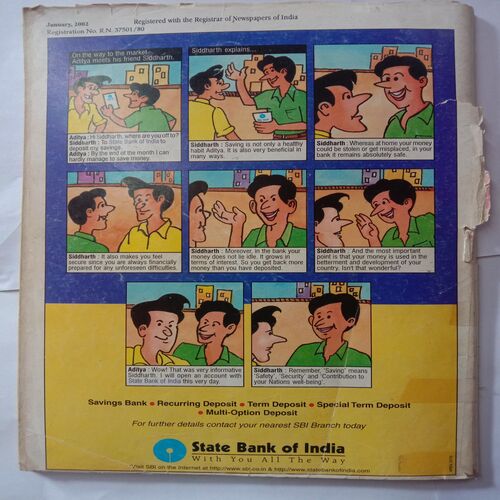 January, 2002
Registered with the Registrar of Newspapers of India
Registration No. R.N. 37501/80
On the way to the market...
Aditya meets his friend Siddharth.
Aditya : Hi Siddharth, where are you off to?
Siddharth : To State Bank of India to
deposit my savings.
Aditya : By the end of the month I can
hardly manage to save money.
Siddharth explains...
Siddharth : Saving is not only a healthy
habit Aditya. It is also very beneficial in
many ways.
Siddharth : Whereas at home your money
could be stolen or get misplaced, in your
bank it remains absolutely safe.
Siddharth : It also makes you feel
secure since you are always financially
prepared for any unforeseen difficulties.
Siddharth : Moreover, in the bank your
money does not lie idle. It grows in
terms of interest. So you get back more
money than you have deposited.
Siddharth : And the most important
point is that your money is used in the
betterment and development of your
country. Isn't that wonderful?
Aditya : Wow! That was very informative
Siddharth. I will open an account with
State Bank of India this very day.
Siddharth : Remember, 'Saving' means
'Safety', 'Security' and 'Contribution to
your Nations well-being'.
Savings Bank • Recurring Deposit • Term Deposit • Special Term Deposit
• Multi-Option Deposit
For further details contact your nearest SBI Branch today
State Bank of India
With You All The Way
Visit SBI on the Internet at http://www.sbi.co.in & http://www.statebankofindia.com